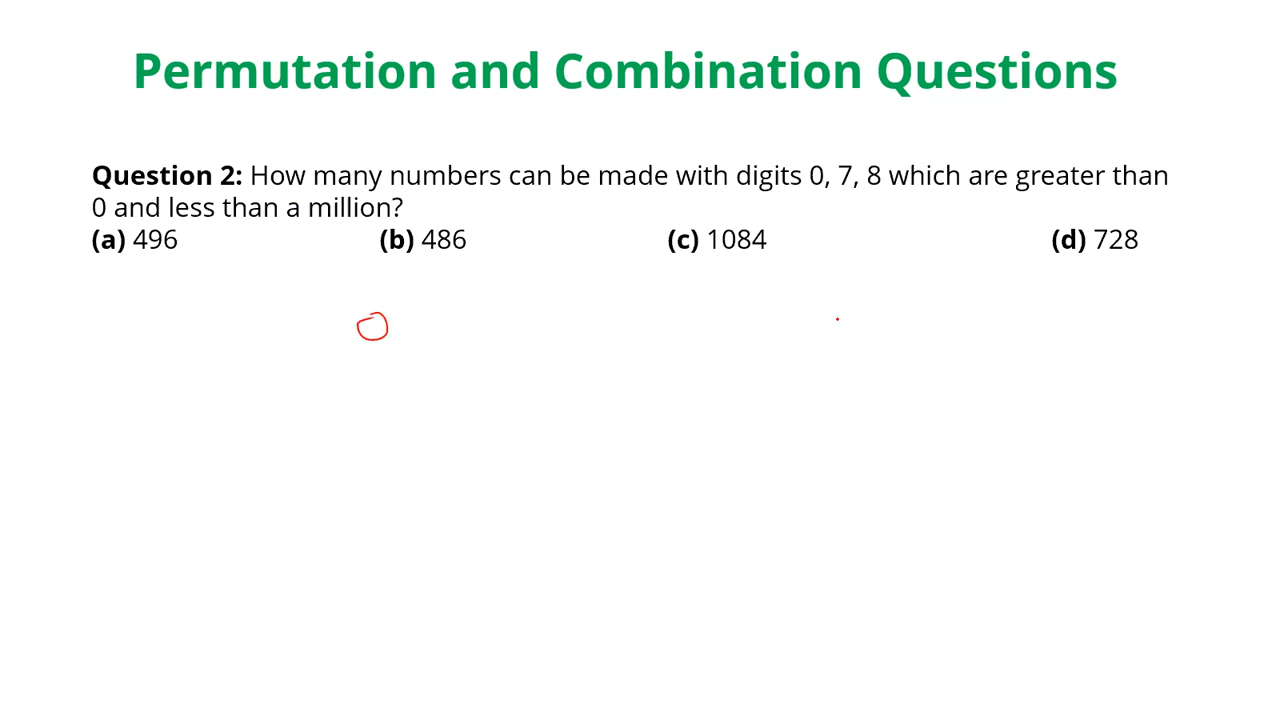 Permutation and Combination Questions
Question 2: How many numbers can be made with digits 0, 7, 8 which are greater than
0 and less than a million?
(a) 496 (b) 486 (c) 1084 (d) 728
0